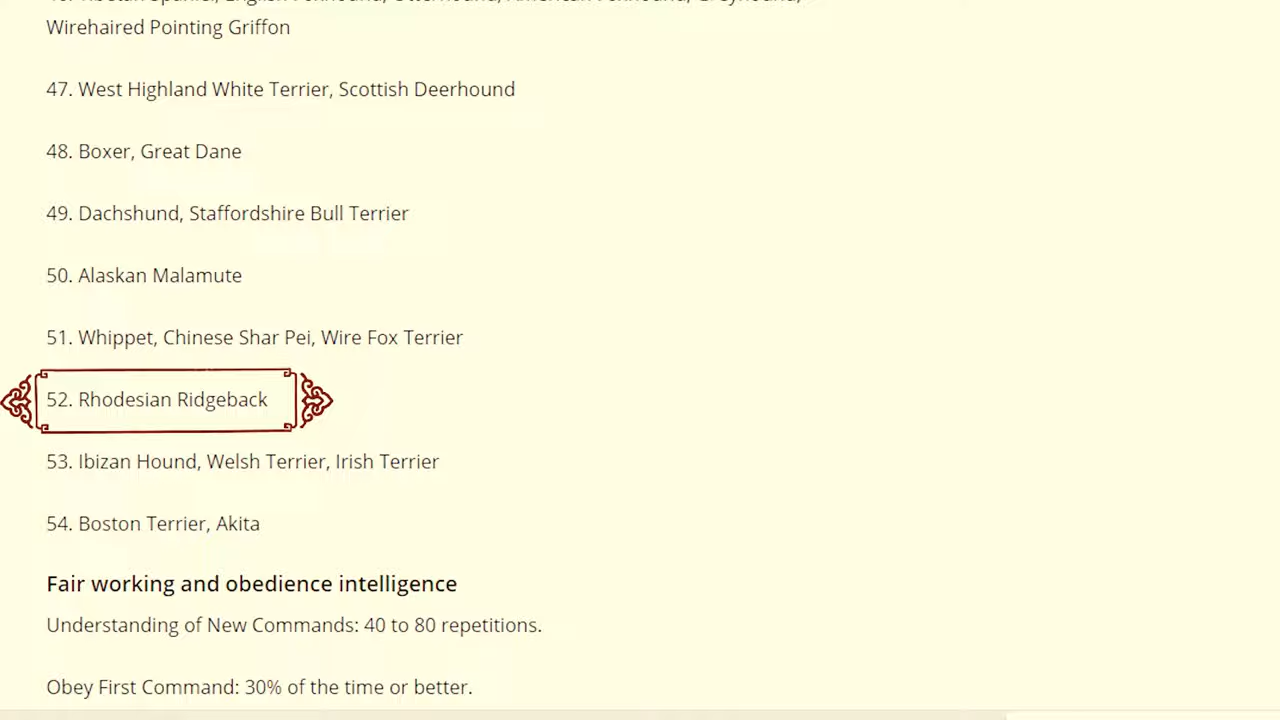 Wirehaired Pointing Griffon
47. West Highland White Terrier, Scottish Deerhound
48. Boxer, Great Dane
49. Dachshund, Staffordshire Bull Terrier
50. Alaskan Malamute
51. Whippet, Chinese Shar Pei, Wire Fox Terrier
52. Rhodesian Ridgeback
53. Ibizan Hound, Welsh Terrier, Irish Terrier
54. Boston Terrier, Akita
Fair working and obedience intelligence
Understanding of New Commands: 40 to 80 repetitions.
Obey First Command: 30% of the time or better.